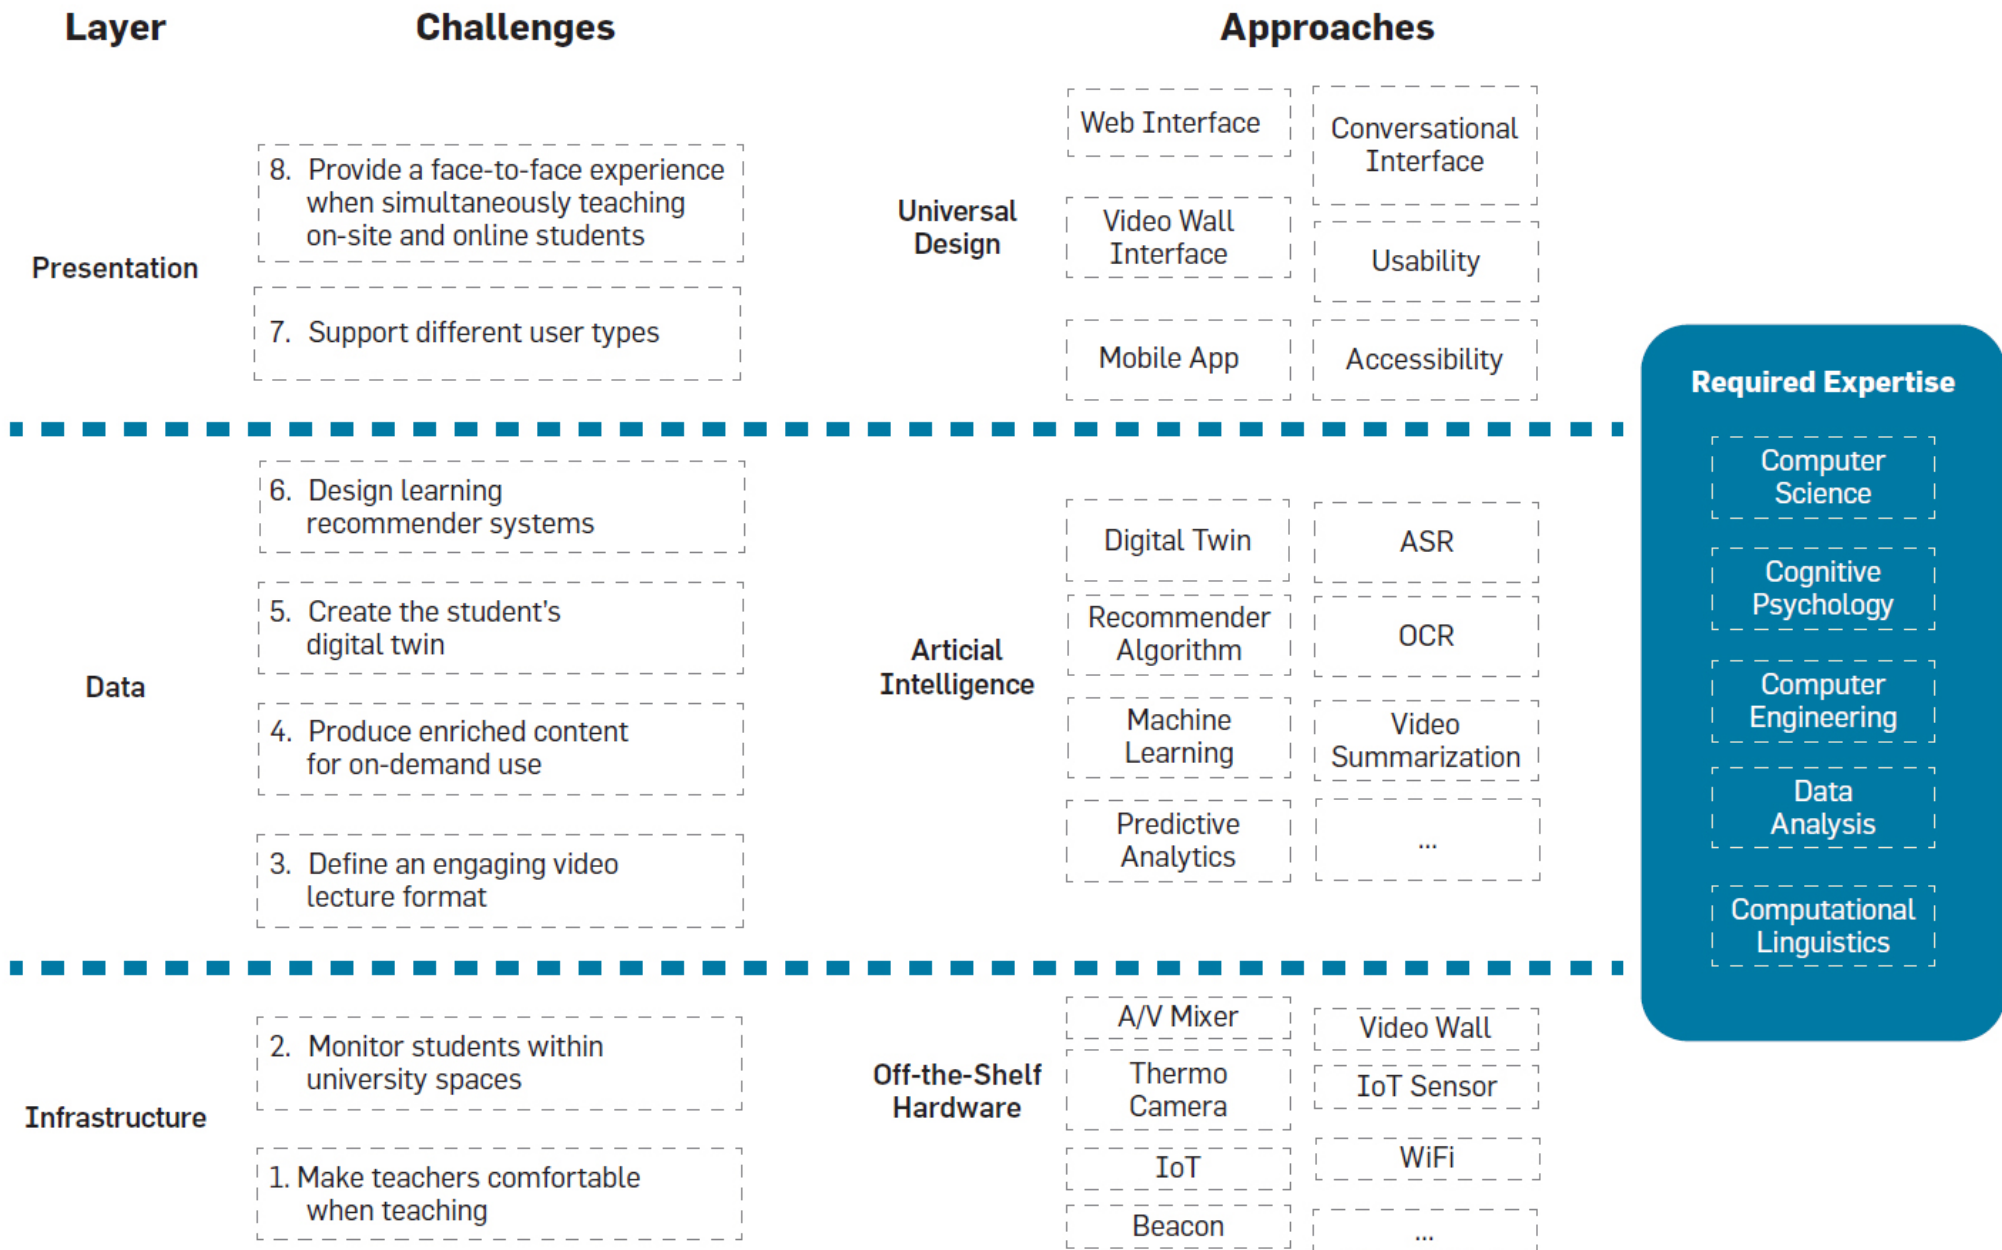 Layer
Challenges
Approaches
Presentation
8. Provide a face-to-face experience
when simultaneously teaching
on-site and online students
7. Support different user types
Universal
Design
Web Interface
Conversational
Interface
Video Wall
Interface
Usability
Mobile App
Accessibility
Data
6. Design learning
recommender systems
5. Create the student's
digital twin
4. Produce enriched content
for on-demand use
3. Define an engaging video
lecture format
Articial
Intelligence
Digital Twin
ASR
Recommender
Algorithm
OCR
Machine
Learning
Video
Summarization
Predictive
Analytics
...
Infrastructure
2. Monitor students within
university spaces
1. Make teachers comfortable
when teaching
Off-the-Shelf
Hardware
A/V Mixer
Video Wall
Thermo
Camera
IoT Sensor
IoT
WiFi
Beacon
...
Required Expertise
Computer
Science
Cognitive
Psychology
Computer
Engineering
Data
Analysis
Computational
Linguistics